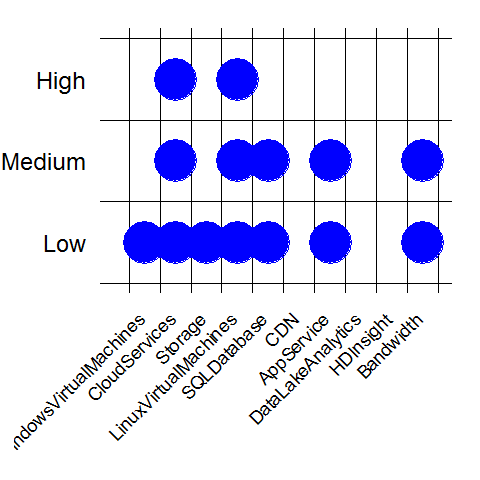 High
Medium
Low
ndowsVirtualMachines
CloudServices
Storage
LinuxVirtualMachines
SQLDatabase
CDN
AppService
DataLakeAnalytics
HDInsight
Bandwidth